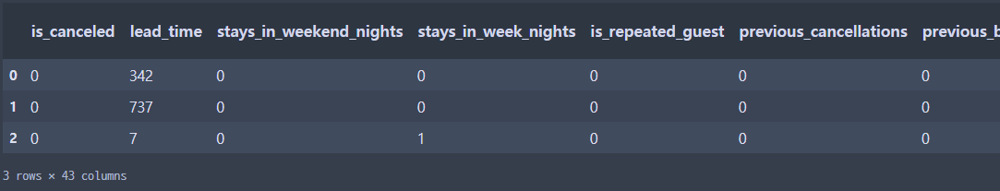 is_canceled lead_time stays_in_weekend_nights stays_in_week_nights is_repeated_guest previous_cancellations
0 0 342 0 0 0 0 0
1 0 737 0 0 0 0 0
2 0 7 0 1 0 0 0
3 rows × 43 columns